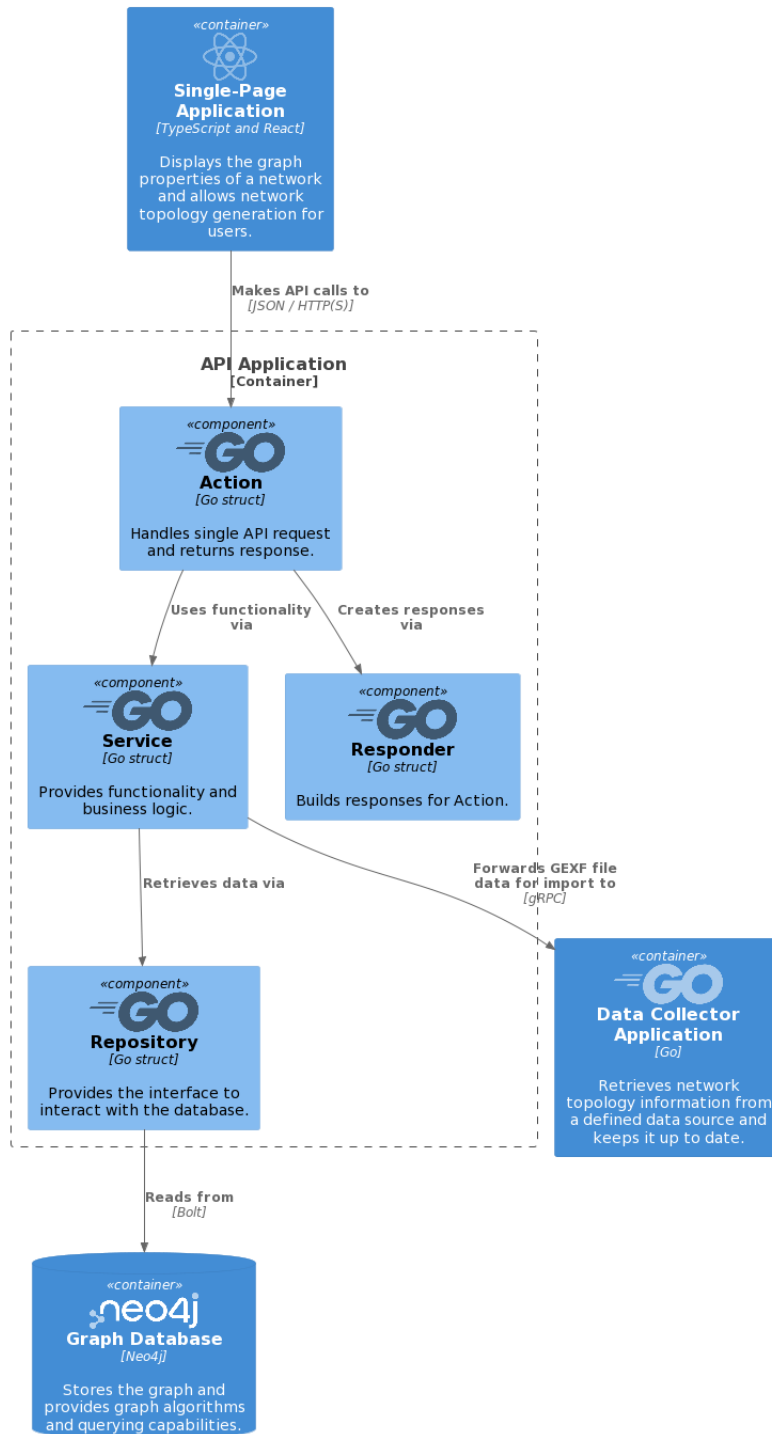 «container»
Single-Page
Application
[TypeScript and React]
Displays the graph
properties of a network
and allows network
topology generation for
users.
Makes API calls to
[JSON / HTTP(S)]
API Application
[Container]
«component»
GO
Action
[Go struct]
Handles single API request
and returns response.
Uses functionality
via
Creates responses
via
«component»
GO
Service
[Go struct]
Provides functionality and
business logic.
«component»
GO
Responder
[Go struct]
Builds responses for Action.
Retrieves data via
Forwards GEXF file
data for import to
[gRPC]
«component»
GO
Repository
[Go struct]
Provides the interface to
interact with the database.
«container»
GO
Data Collector
Application
[Go]
Retrieves network
topology information from
a defined data source and
keeps it up to date.
Reads from
[Bolt]
«container»
neo4j
Graph Database
[Neo4j]
Stores the graph and
provides graph algorithms
and querying capabilities.